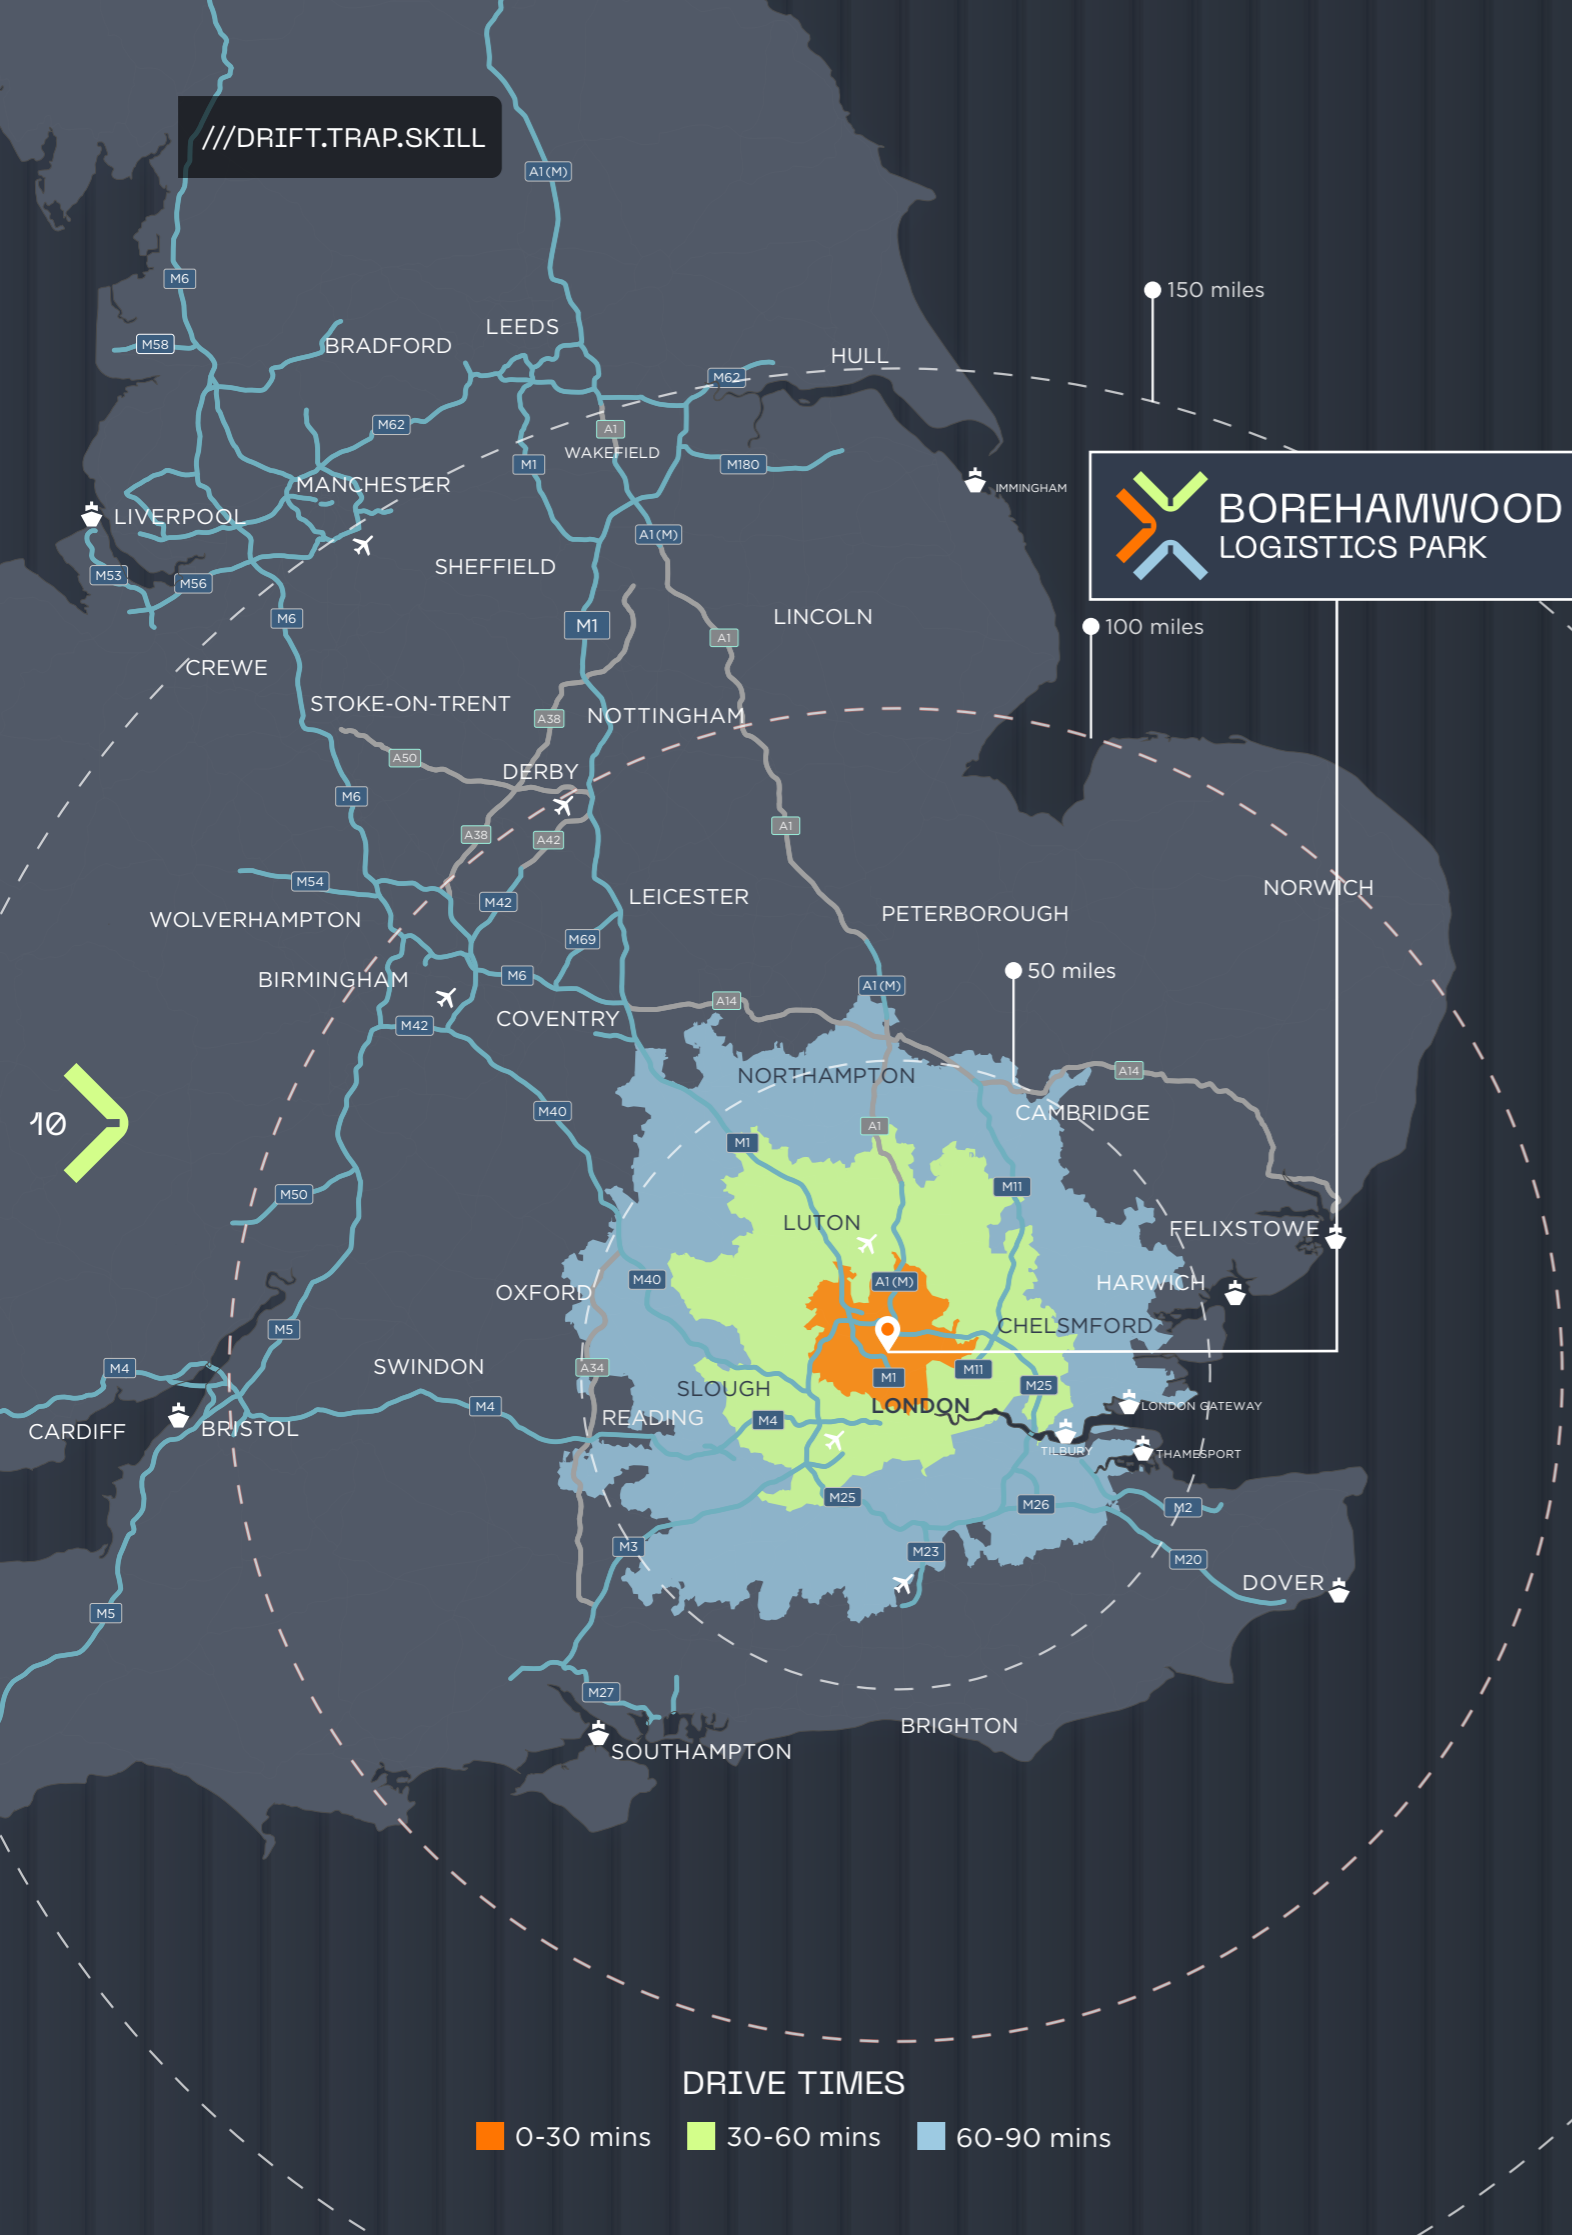 ///DRIFT.TRAP.SKILL
A1(M)
M6
150 miles
LEEDS
M58
BRADFORD
HULL
M62
M62
A1
WAKEFIELD
M1
M180
MANCHESTER
IMMINGHAM
LIVERPOOL
BOREHAMWOOD
LOGISTICS PARK
A1(M)
SHEFFIELD
M53
M56
M6
LINCOLN
M1
100 miles
A1
CREWE
STOKE-ON-TRENT
A38
NOTTINGHAM
A50
DERBY
M6
A1
A38
A42
M54
NORWICH
LEICESTER
M42
WOLVERHAMPTON
PETERBOROUGH
M69
50 miles
BIRMINGHAM
M6
A1(M)
A14
COVENTRY
M42
NORTHAMPTON
A14
M40
CAMBRIDGE
10
A1
M1
M50
M11
LUTON
FELIXSTOWE
M40
A1(M)
HARWICH
OXFORD
M5
CHELSMFORD
M4
SWINDON
A34
M11
M1
SLOUGH
M25
M4
LONDON
LONDON GATEWAY
CARDIFF
BRISTOL
READING
M4
TILBURY
THAMESPORT
M25
M26
M2
M3
M23
M20
DOVER
M5
M27
BRIGHTON
SOUTHAMPTON
DRIVE TIMES
0-30 mins
30-60 mins
60-90 mins